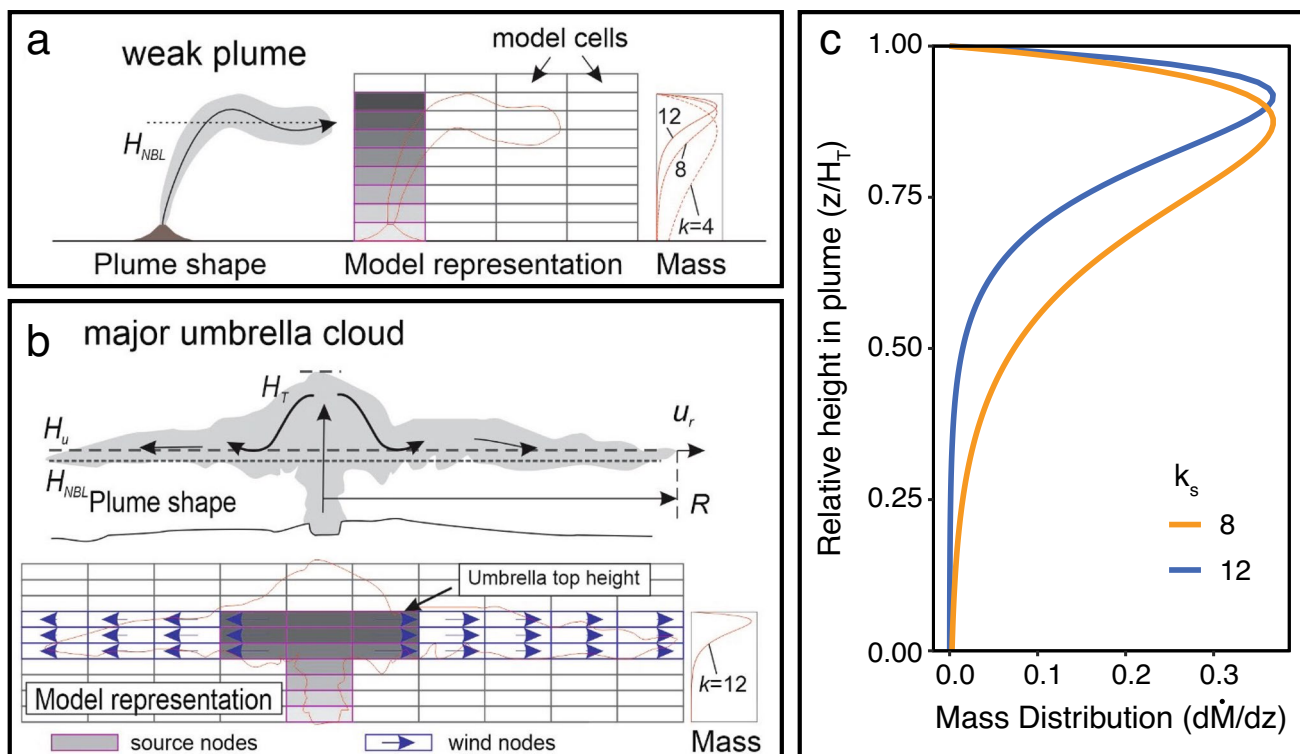 a
weak plume
model cells
H_NBL
12
8
k=4
Plume shape
Model representation
Mass
b
major umbrella cloud
H_T
H_u
u_r
H_NBL
Plume shape
R
Umbrella top height
k=12
Model representation
source nodes
wind nodes
Mass
c
Relative height in plume (z/H_T)
1.00
0.75
0.50
0.25
0.00
k_s
8
12
0.0 0.1 0.2 0.3
Mass Distribution (dṀ/dz)